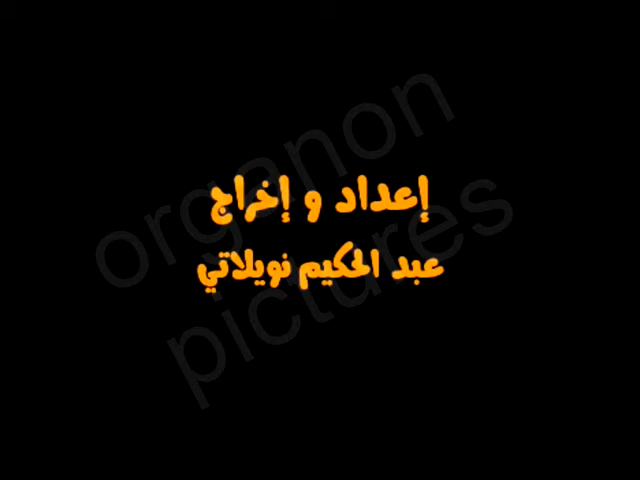 إعداد و إخراج
عبد الحكيم نويلاتي
organon
pictures